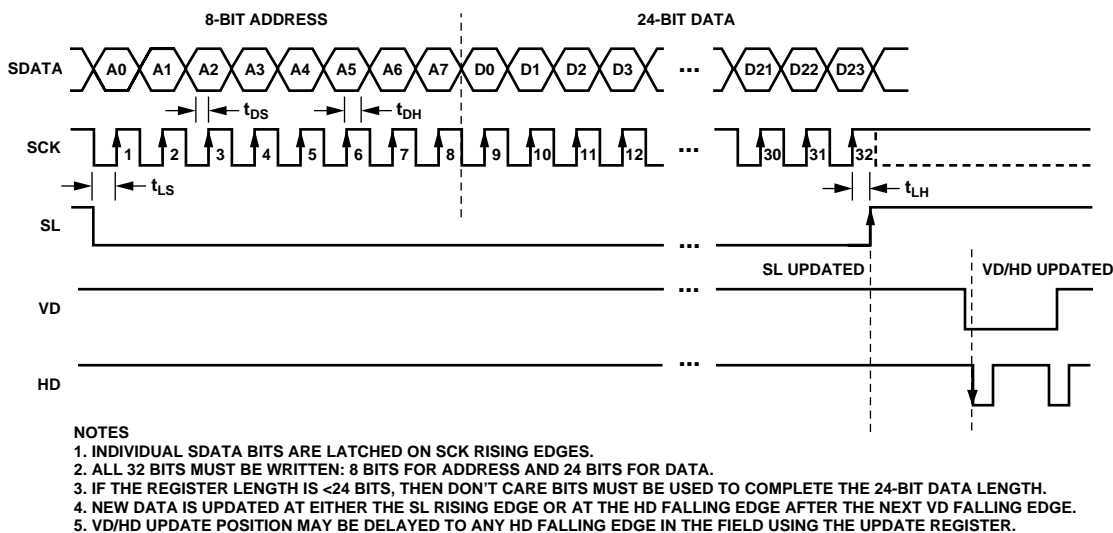 8-BIT ADDRESS 24-BIT DATA
SDATA A0 A1 A2 A3 A4 A5 A6 A7 D0 D1 D2 D3 ... D21 D22 D23
tDS tDH
SCK 1 2 3 4 5 6 7 8 9 10 11 12 ... 30 31 32
tLS tLH
SL ...
SL UPDATED VD/HD UPDATED
VD ...
HD ...
NOTES
1. INDIVIDUAL SDATA BITS ARE LATCHED ON SCK RISING EDGES.
2. ALL 32 BITS MUST BE WRITTEN: 8 BITS FOR ADDRESS AND 24 BITS FOR DATA.
3. IF THE REGISTER LENGTH IS <24 BITS, THEN DON'T CARE BITS MUST BE USED TO COMPLETE THE 24-BIT DATA LENGTH.
4. NEW DATA IS UPDATED AT EITHER THE SL RISING EDGE OR AT THE HD FALLING EDGE AFTER THE NEXT VD FALLING EDGE.
5. VD/HD UPDATE POSITION MAY BE DELAYED TO ANY HD FALLING EDGE IN THE FIELD USING THE UPDATE REGISTER.